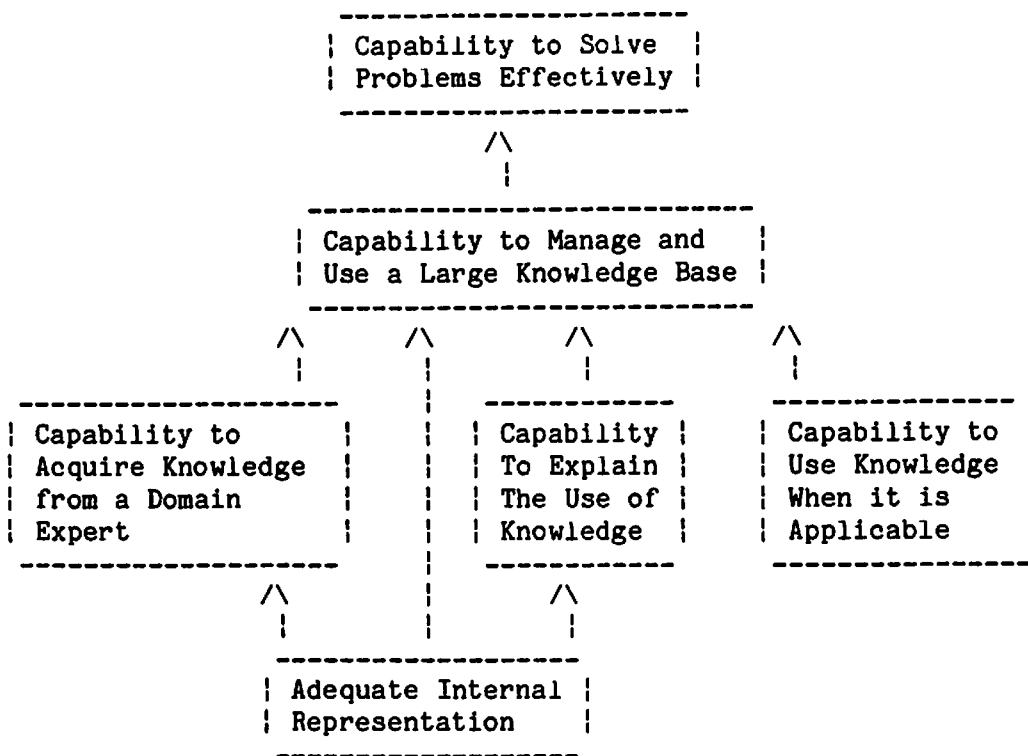 Capability to Solve
Problems Effectively
Capability to Manage and
Use a Large Knowledge Base
Capability to
Acquire Knowledge
from a Domain
Expert
Capability
To Explain
The Use of
Knowledge
Capability to
Use Knowledge
When it is
Applicable
Adequate Internal
Representation